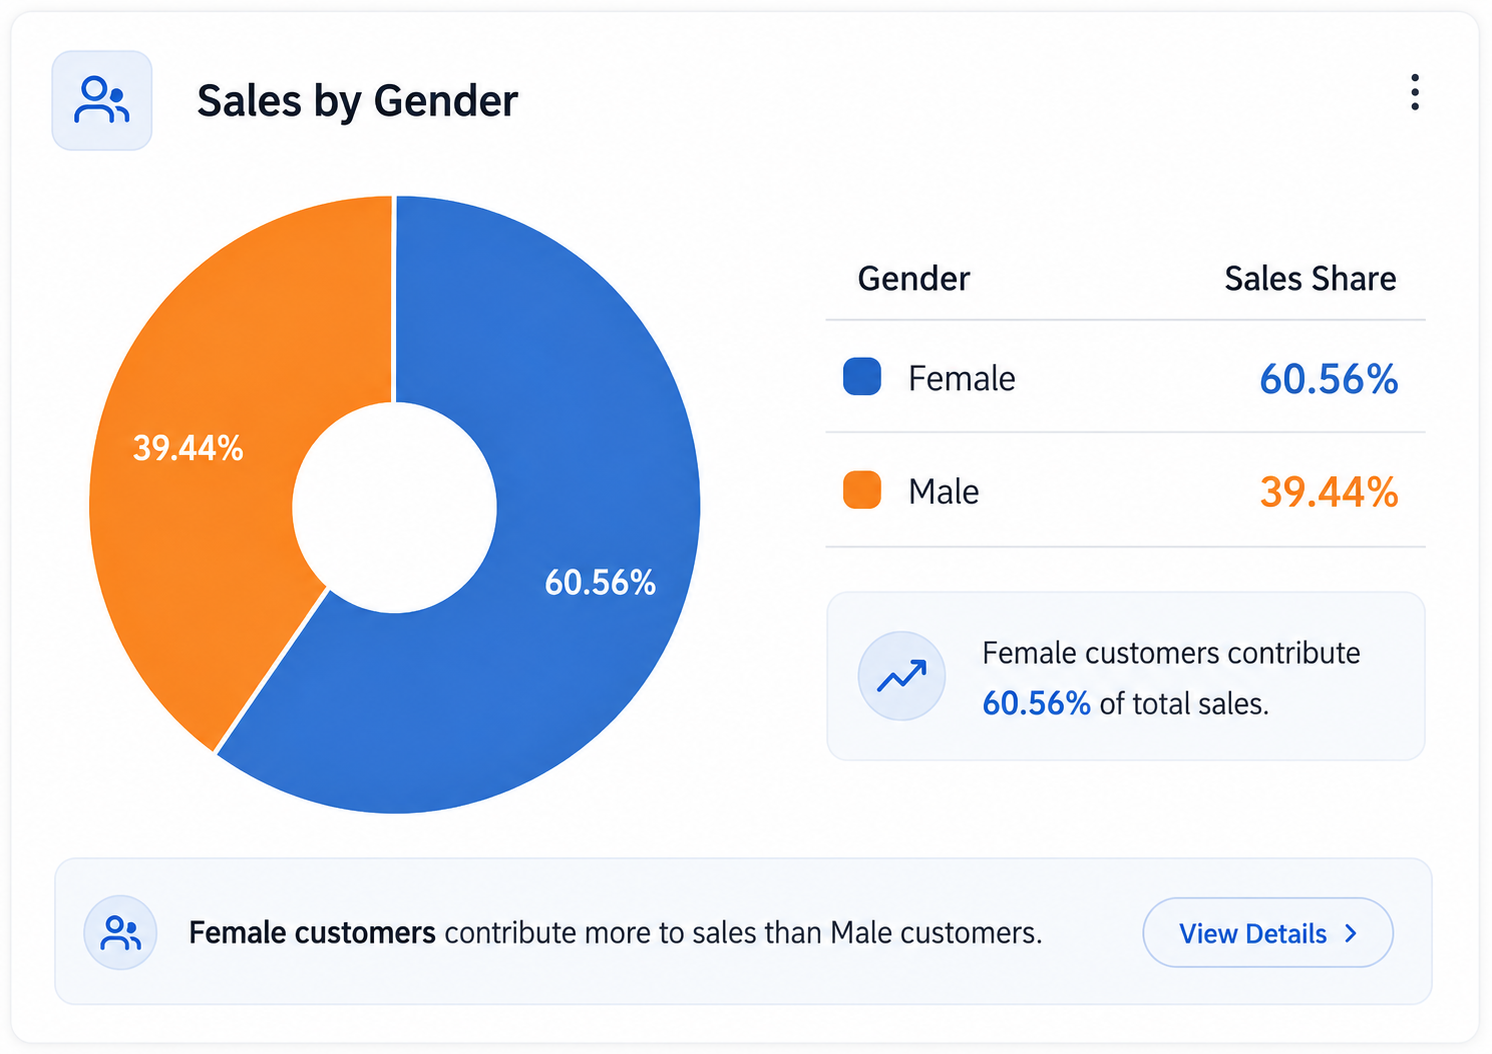 Sales by Gender
39.44%
60.56%
Gender Sales Share
Female 60.56%
Male 39.44%
Female customers contribute
60.56% of total sales.
Female customers contribute more to sales than Male customers.
View Details